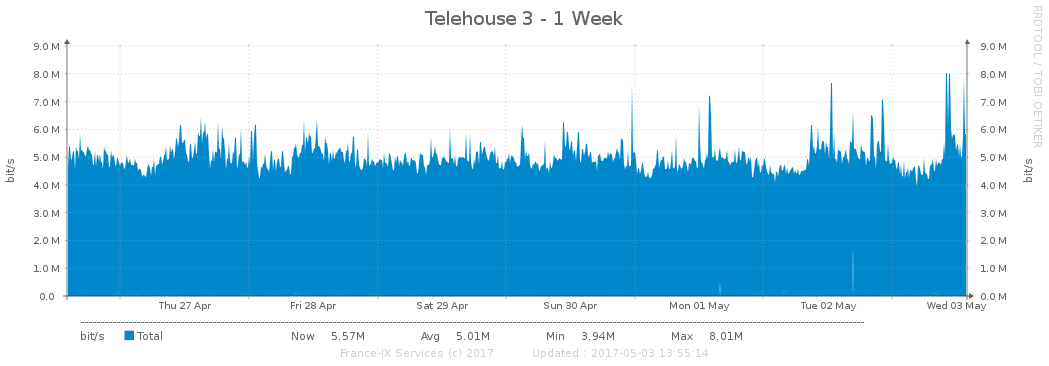 Telehouse 3 - 1 Week
RRDTOOL / TOBI OETIKER
9.0 M 9.0 M
8.0 M 8.0 M
7.0 M 7.0 M
6.0 M 6.0 M
5.0 M 5.0 M
4.0 M 4.0 M
3.0 M 3.0 M
2.0 M 2.0 M
1.0 M 1.0 M
0.0 0.0 M
bit/s bit/s
Thu 27 Apr Fri 28 Apr Sat 29 Apr Sun 30 Apr Mon 01 May Tue 02 May Wed 03 May
bit/s Total Now 5.57M Avg 5.01M Min 3.94M Max 8.01M
France-IX Services (c) 2017 Updated : 2017-05-03 13:55:14